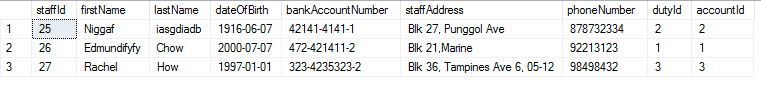 staffId firstName lastName dateOfBirth bankAccountNumber staffAddress phoneNumber dutyId accountId
1 25 Niggaf iasgdiadb 1916-06-07 42141-4141-1 Blk 27, Punggol Ave 878732334 2 2
2 26 Edmundifyfy Chow 2000-07-07 472-421411-2 Blk 21,Marine 92213123 1 1
3 27 Rachel How 1997-01-01 323-4235323-2 Blk 36, Tampines Ave 6, 05-12 98498432 3 3